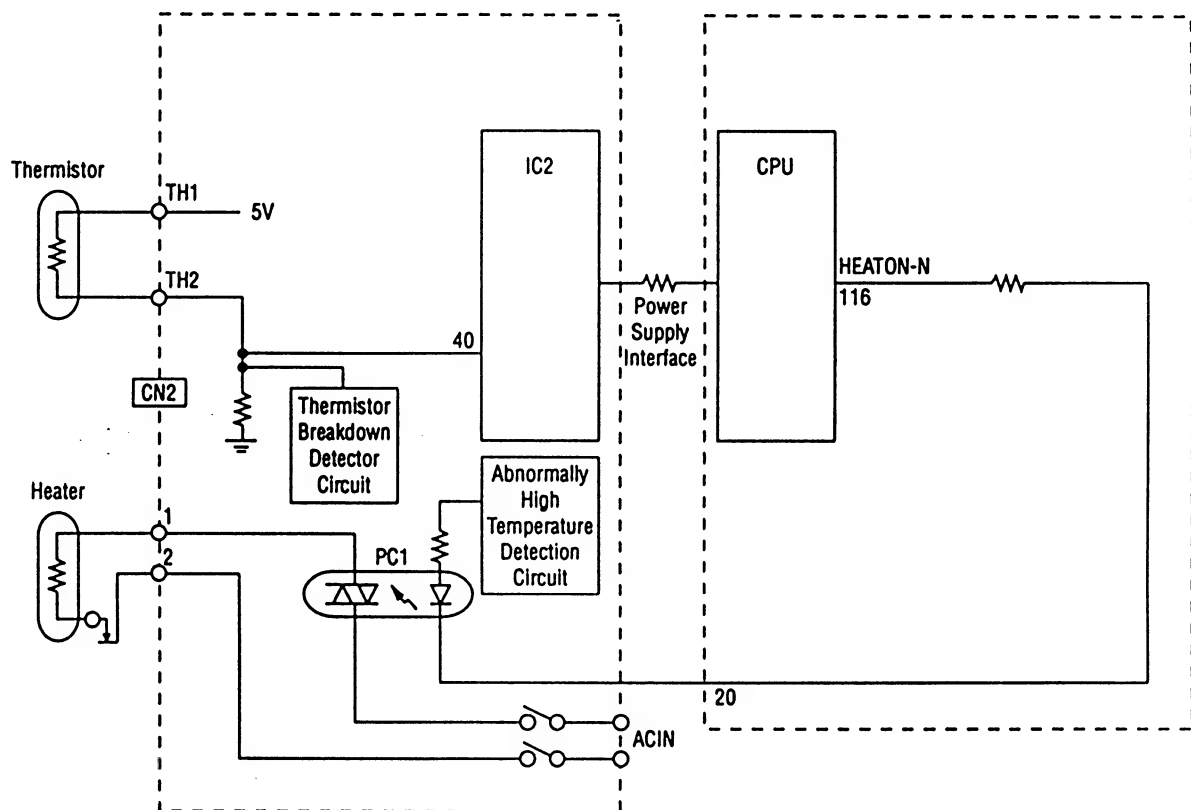 IC2
CPU
Thermistor
TH1
5V
TH2
HEATON-N
116
Power
Supply
Interface
40
CN2
Thermistor
Breakdown
Detector
Circuit
Abnormally
High
Temperature
Detection
Circuit
Heater
1
2
PC1
20
ACIN